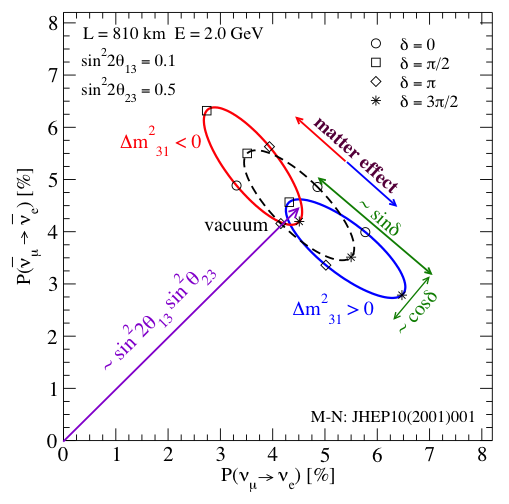 L = 810 km E = 2.0 GeV
sin²2θ₁₃ = 0.1
sin²2θ₂₃ = 0.5
δ = 0
δ = π/2
δ = π
δ = 3π/2
Δm²₃₁ < 0
matter effect
~ sinδ
vacuum
~ sin²2θ₁₃ sin²θ₂₃
Δm²₃₁ > 0
~ cosδ
M-N: JHEP10(2001)001
8
7
6
5
4
3
2
1
0
P(ν̄μ → ν̄e) [%]
0 1 2 3 4 5 6 7 8
P(νμ → νe) [%]